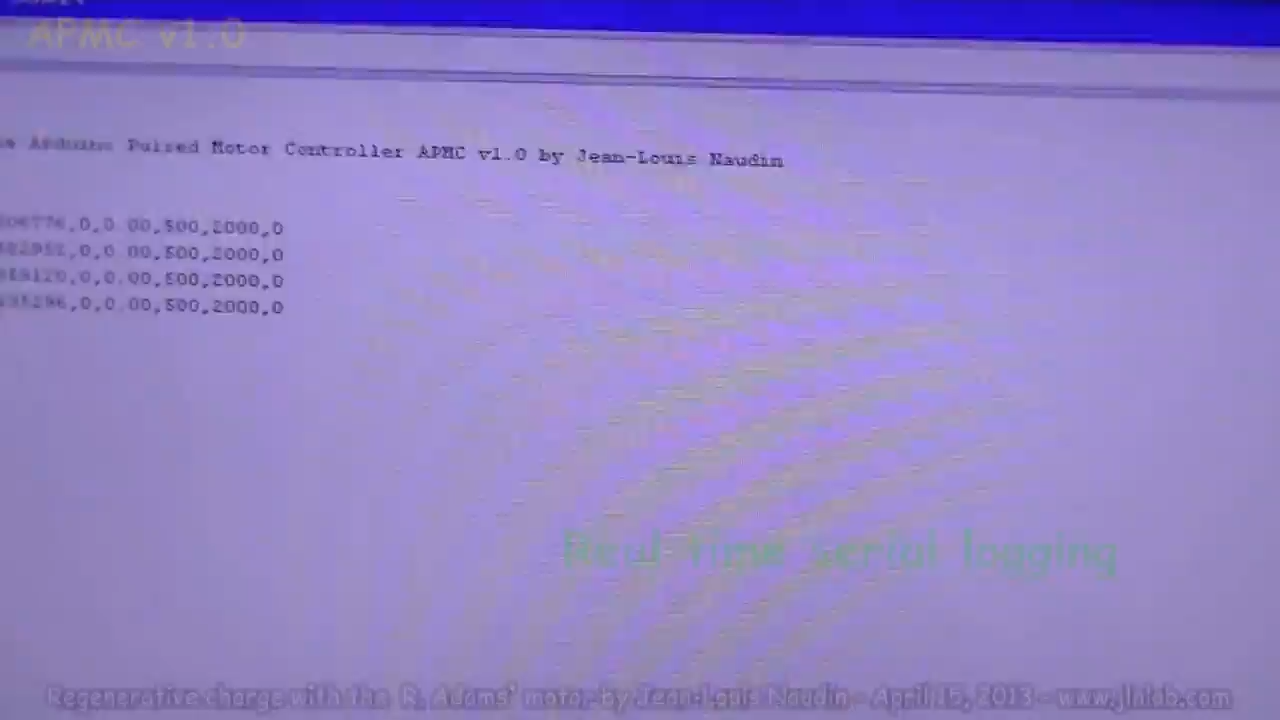 APMC v1.0
Arduino Pulsed Motor Controller APMC v1.0 by Jean-Louis Naudin
,0,0.00,500,2000,0
,0,0.00,500,2000,0
,0,0.00,500,2000,0
,0,0.00,500,2000,0
Real time serial logging
Regenerative charge with the R. Adams' motor by Jean-Louis Naudin - April 15, 2013 - www.jlnlab.com